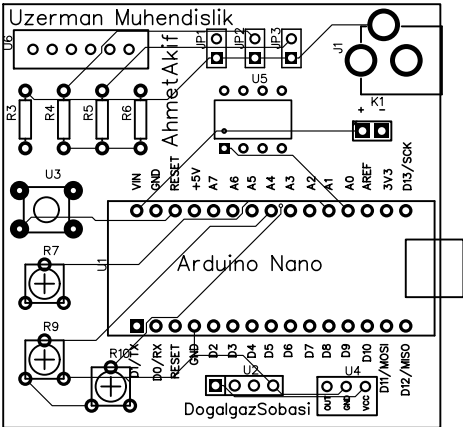 Uzerman Muhendislik
U6
JP1
JP2
JP3
J1
AhmetAkif
U5
K1
+ -
R3
R4
R5
R6
U3
VIN
GND
RESET
+5V
A7
A6
A5
A4
A3
A2
A1
A0
AREF
3V3
D13/SCK
U1
Arduino Nano
R7
R9
R10
D1/TX
D0/RX
RESET
GND
D2
D3
D4
D5
D6
D7
D8
D9
D10
D11/MOSI
D12/MISO
U2
U4
OUT
GND
VCC
DogalgazSobasi